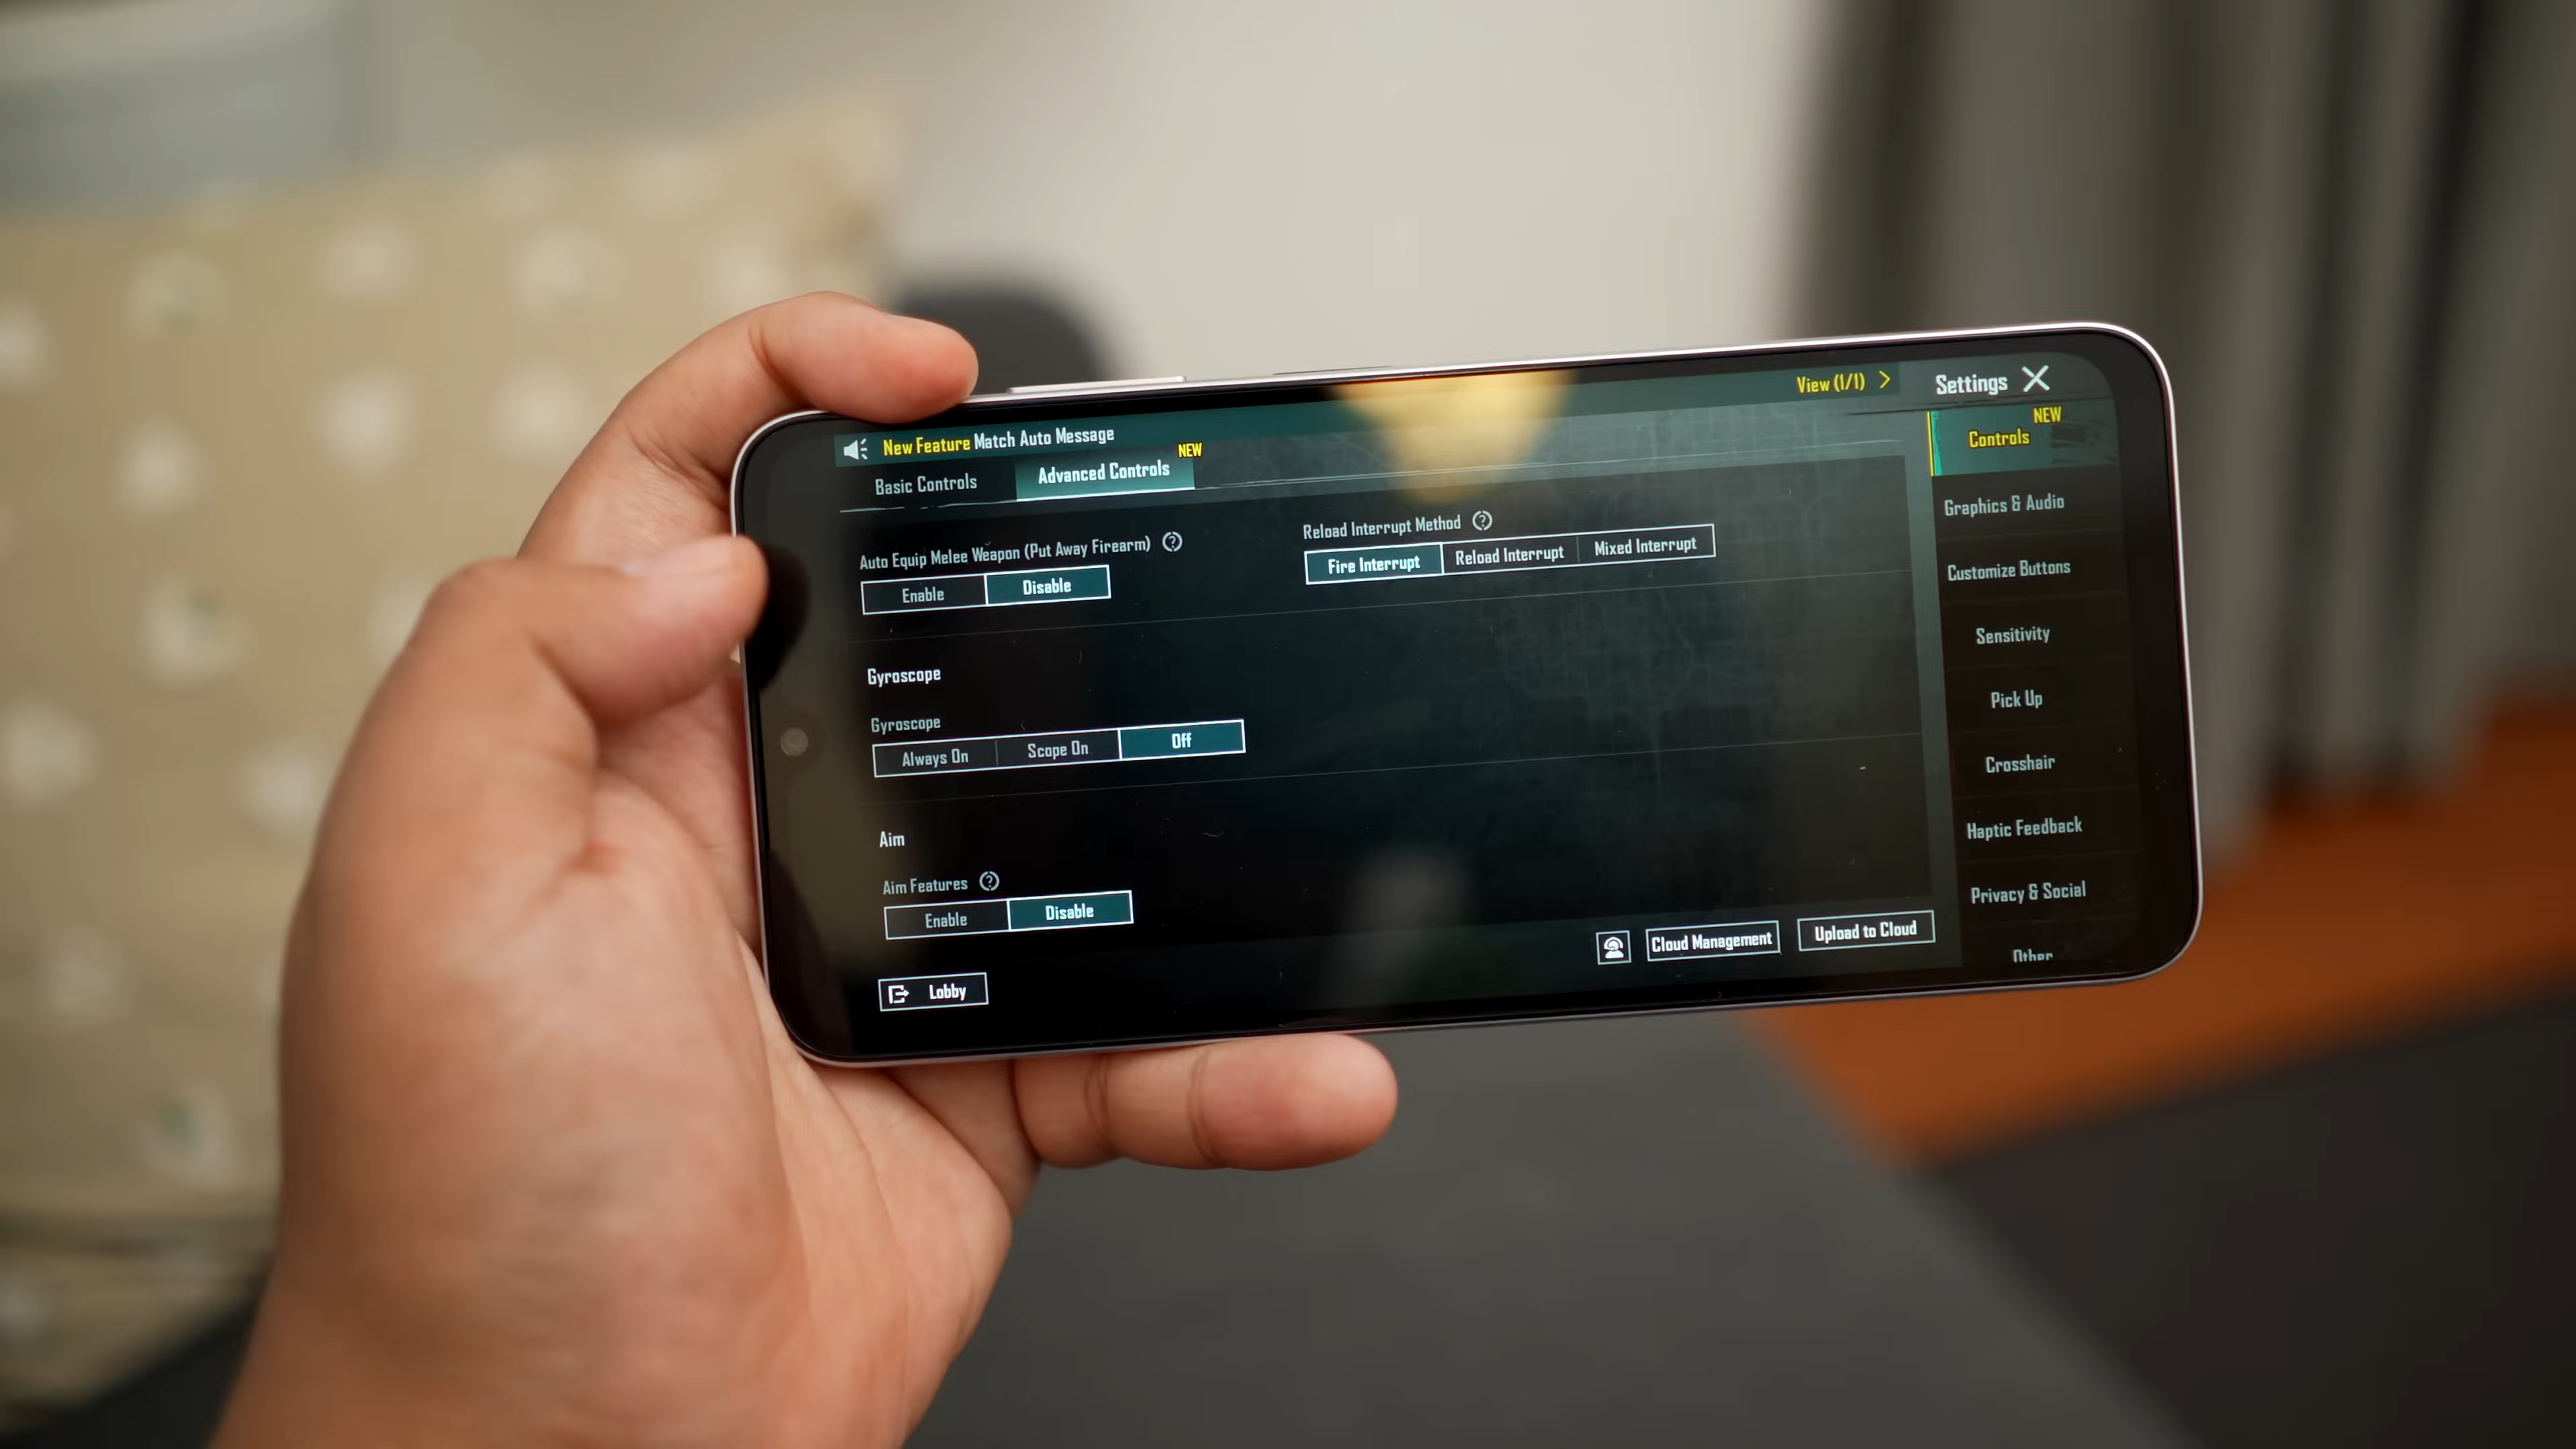 New Feature Match Auto Message
View (1/1)
Settings
Basic Controls
Advanced Controls
NEW
Auto Equip Melee Weapon (Put Away Firearm)
Enable
Disable
Reload Interrupt Method
Fire Interrupt
Reload Interrupt
Mixed Interrupt
Gyroscope
Gyroscope
Always On
Scope On
Off
Aim
Aim Features
Enable
Disable
Lobby
Cloud Management
Upload to Cloud
NEW
Controls
Graphics & Audio
Customize Buttons
Sensitivity
Pick Up
Crosshair
Haptic Feedback
Privacy & Social
Other